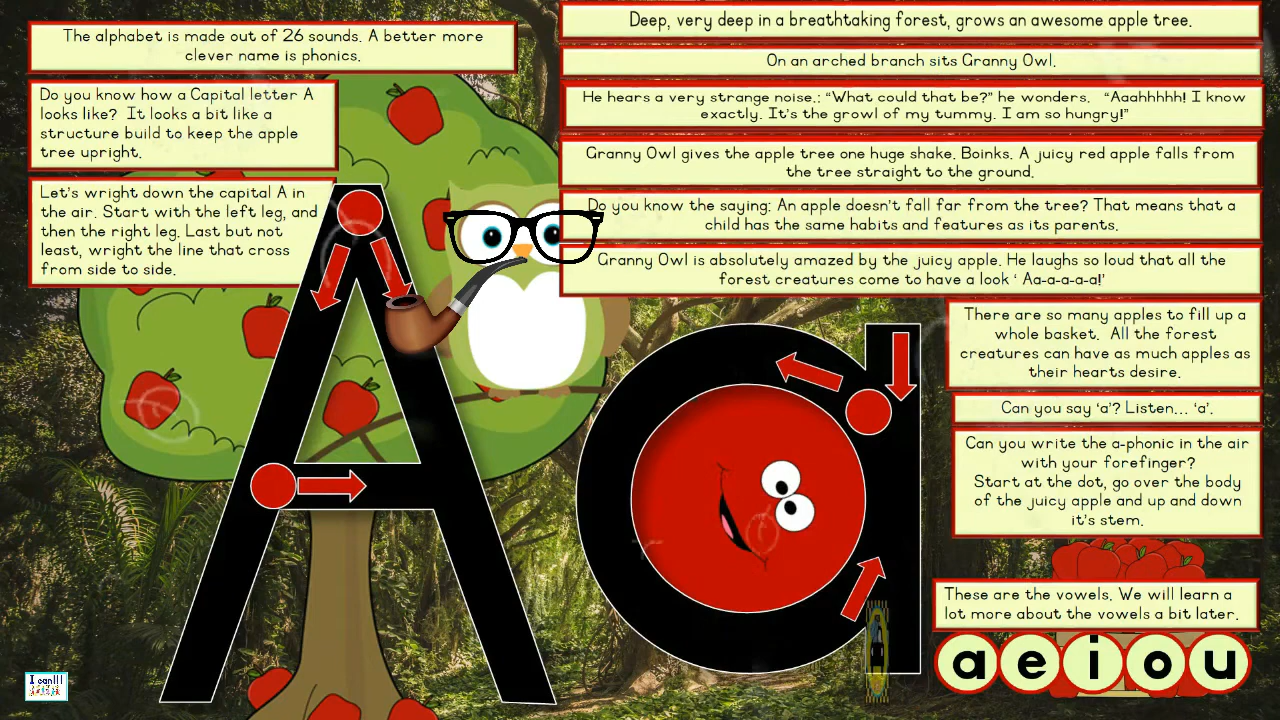 The alphabet is made out of 26 sounds. A better more
clever name is phonics.
Do you know how a Capital letter A
looks like? It looks a bit like a
structure build to keep the apple
tree upright.
Let's wright down the capital A in
the air. Start with the left leg, and
then the right leg. Last but not
least, wright the line that cross
from side to side.
Deep, very deep in a breathtaking forest, grows an awesome apple tree.
On an arched branch sits Granny Owl.
He hears a very strange noise.: “What could that be?” he wonders. “Aaahhhhh! I know
exactly. It's the growl of my tummy. I am so hungry!”
Granny Owl gives the apple tree one huge shake. Boinks. A juicy red apple falls from
the tree straight to the ground.
Do you know the saying: An apple doesn't fall far from the tree? That means that a
child has the same habits and features as its parents.
Granny Owl is absolutely amazed by the juicy apple. He laughs so loud that all the
forest creatures come to have a look ‘ Aa-a-a-a-a!’
There are so many apples to fill up a
whole basket. All the forest
creatures can have as much apples as
their hearts desire.
Can you say ‘a’? Listen... ‘a’.
Can you write the a-phonic in the air
with your forefinger?
Start at the dot, go over the body
of the juicy apple and up and down
it's stem.
These are the vowels. We will learn a
lot more about the vowels a bit later.
a e i o u
A a
I can!!!